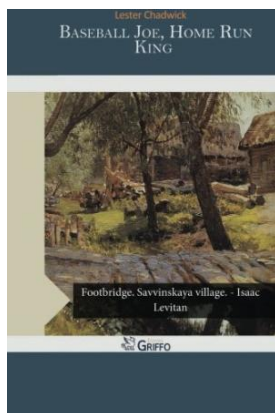 Lester Chadwick
BASEBALL JOE, HOME RUN
KING
Footbridge. Savvinskaya village. - Isaac
Levitan
GRIFFO